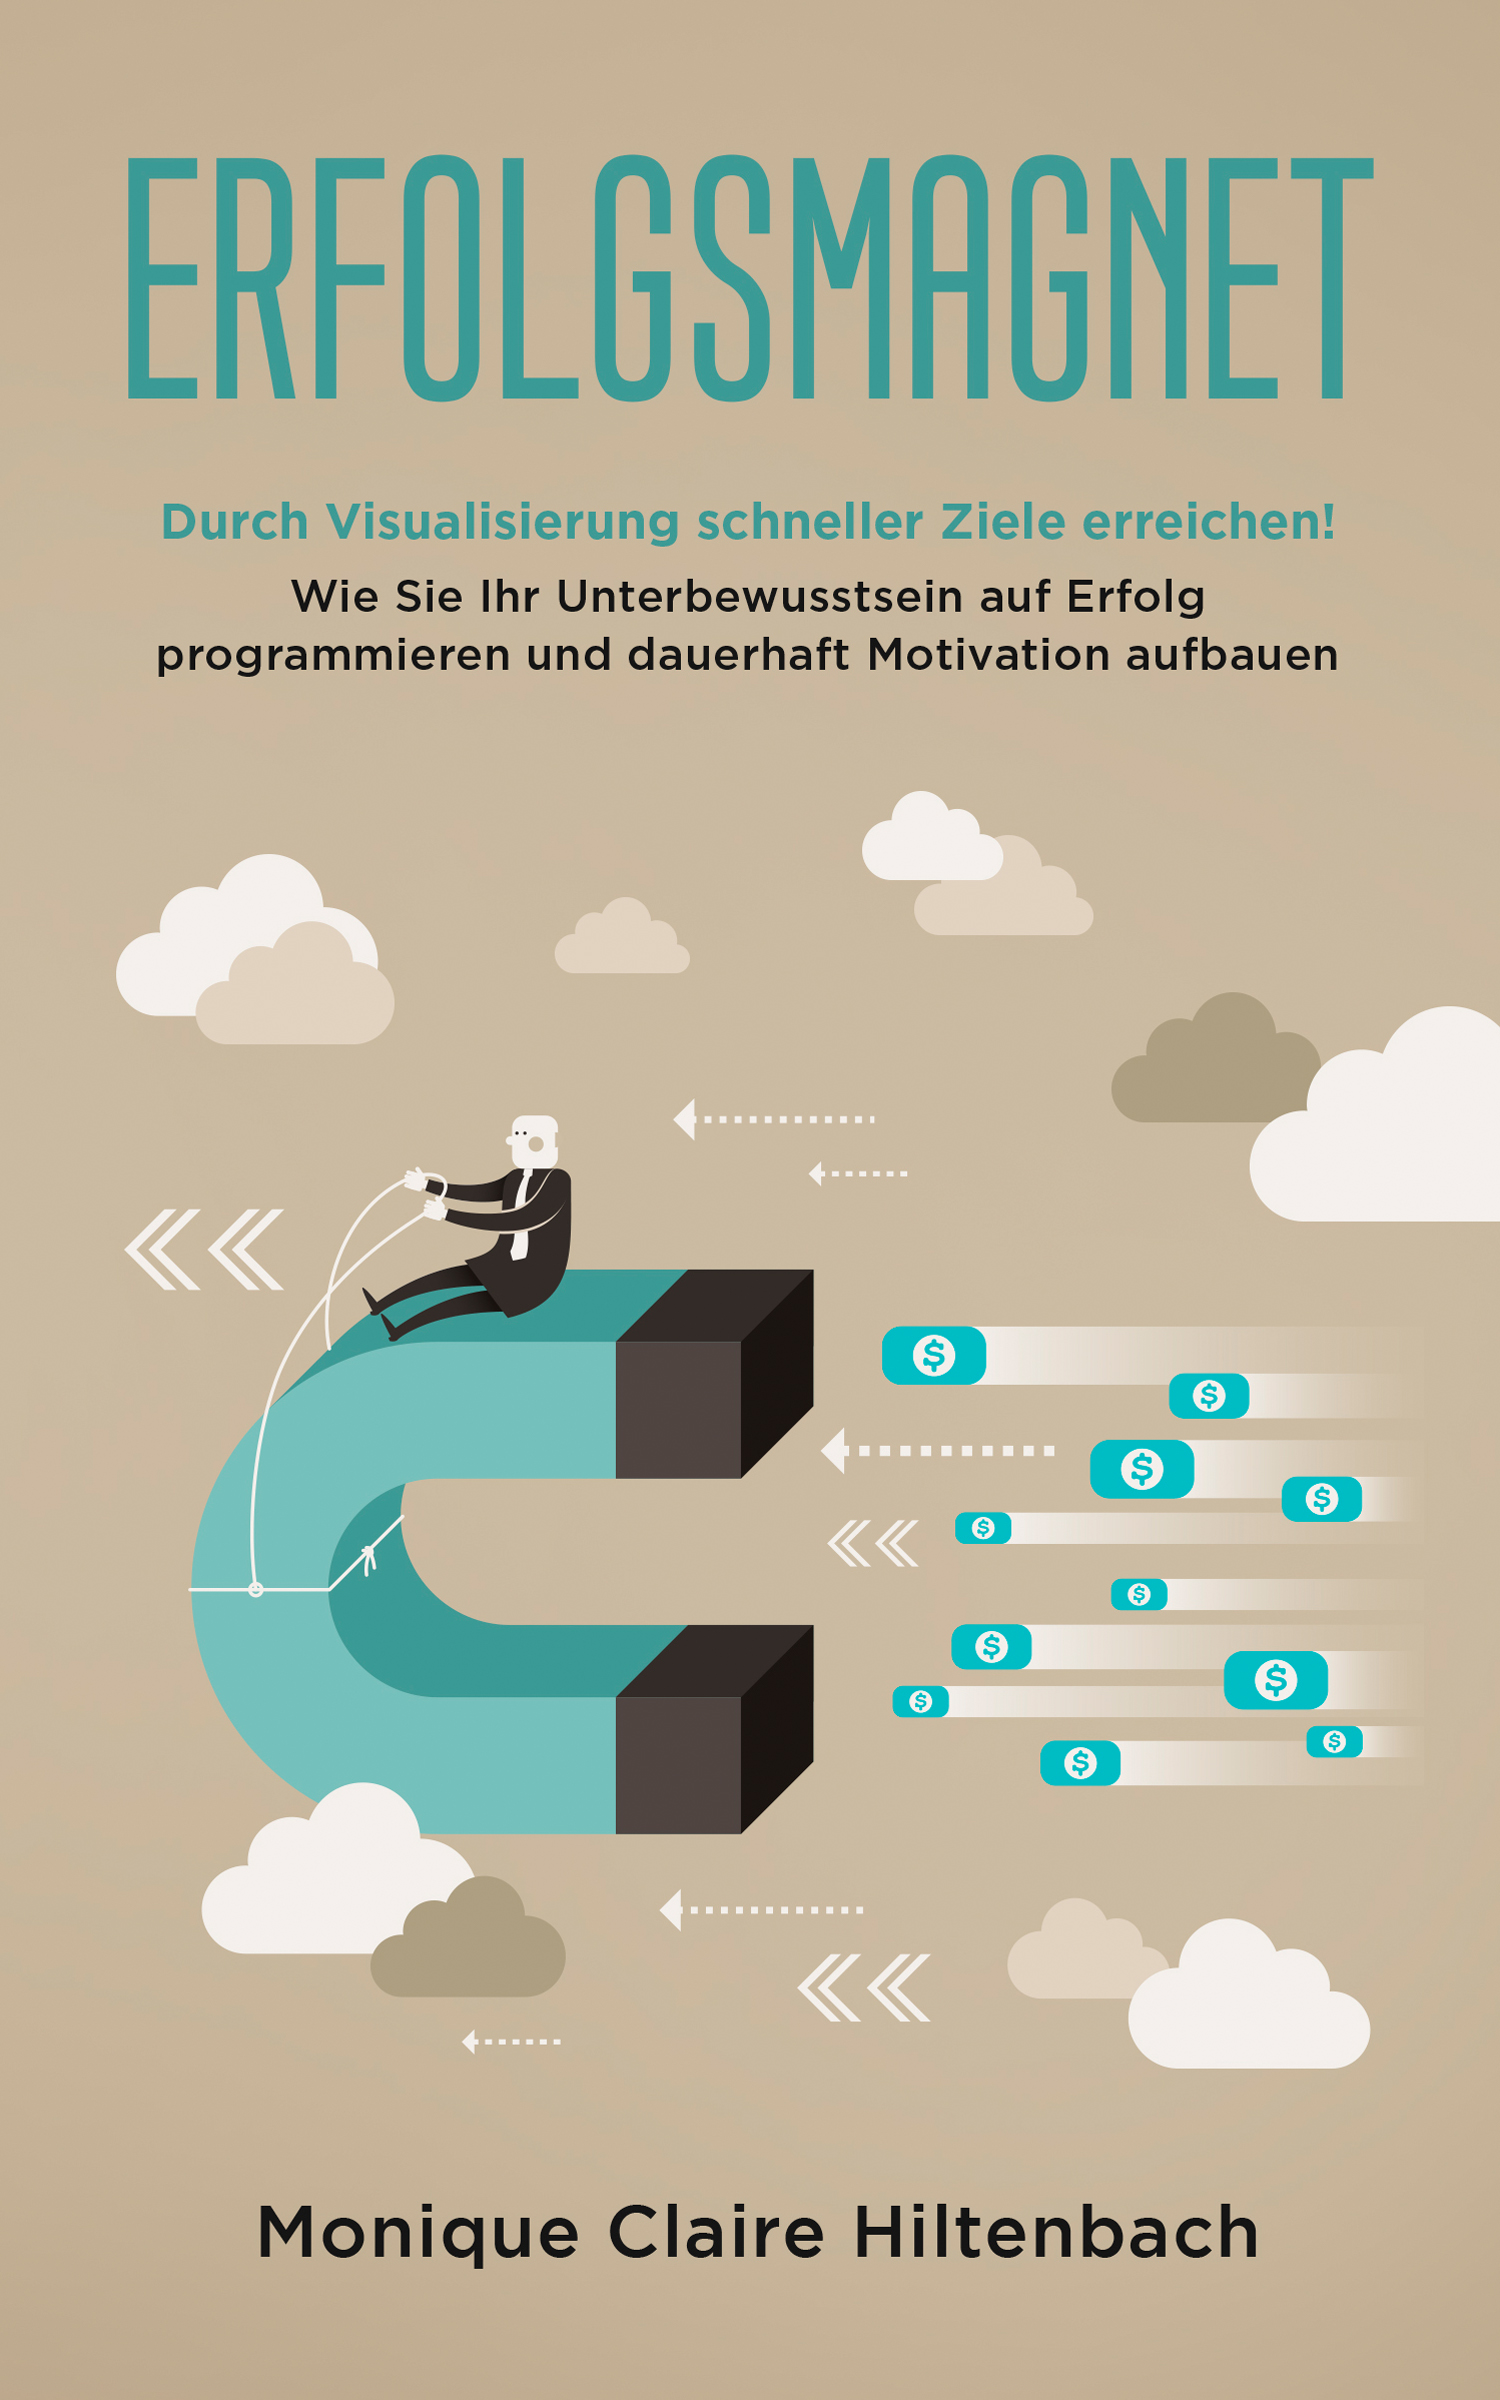 ERFOLGSMAGNET
Durch Visualisierung schneller Ziele erreichen!
Wie Sie Ihr Unterbewusstsein auf Erfolg
programmieren und dauerhaft Motivation aufbauen
$
$
$
$
$
$
$
$
$
$
$
Monique Claire Hiltenbach